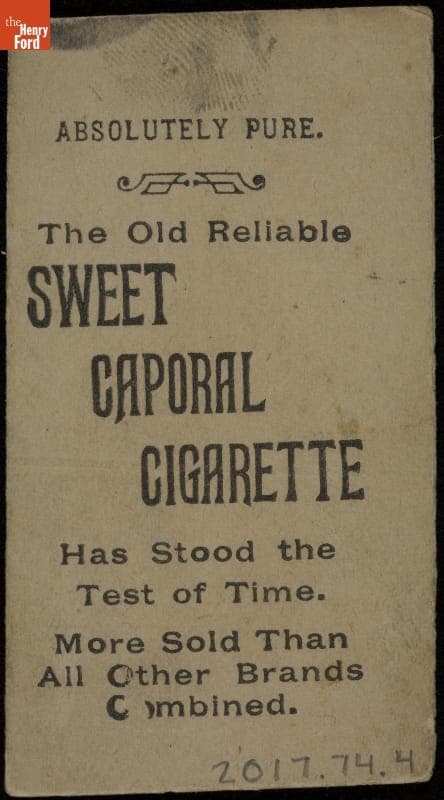 the
Henry
Ford
ABSOLUTELY PURE.
The Old Reliable
SWEET
CAPORAL
CIGARETTE
Has Stood the
Test of Time.
More Sold Than
All Other Brands
Combined.
2017.74.4